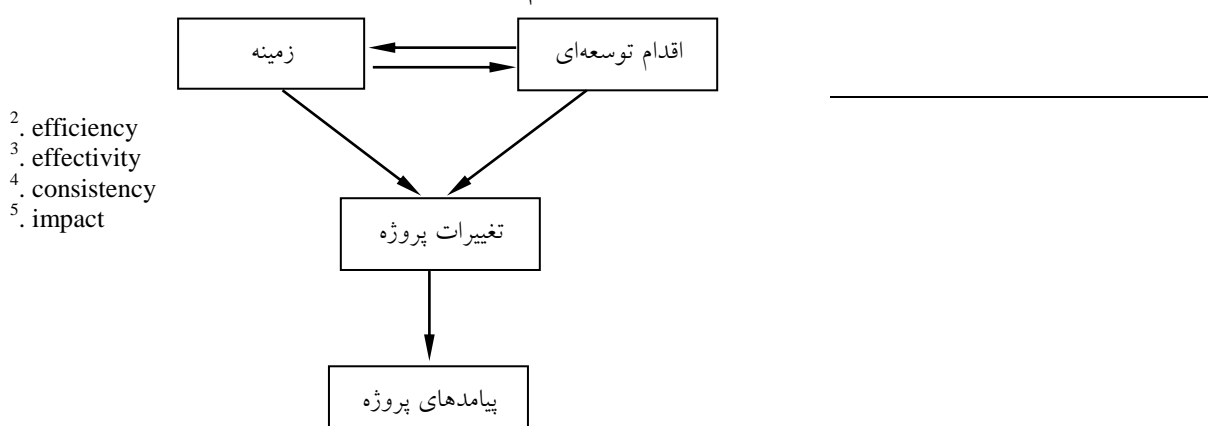 اقدام توسعه‌ای
زمینه
2. efficiency
3. effectivity
4. consistency
5. impact
تغییرات پروژه
پیامدهای پروژه